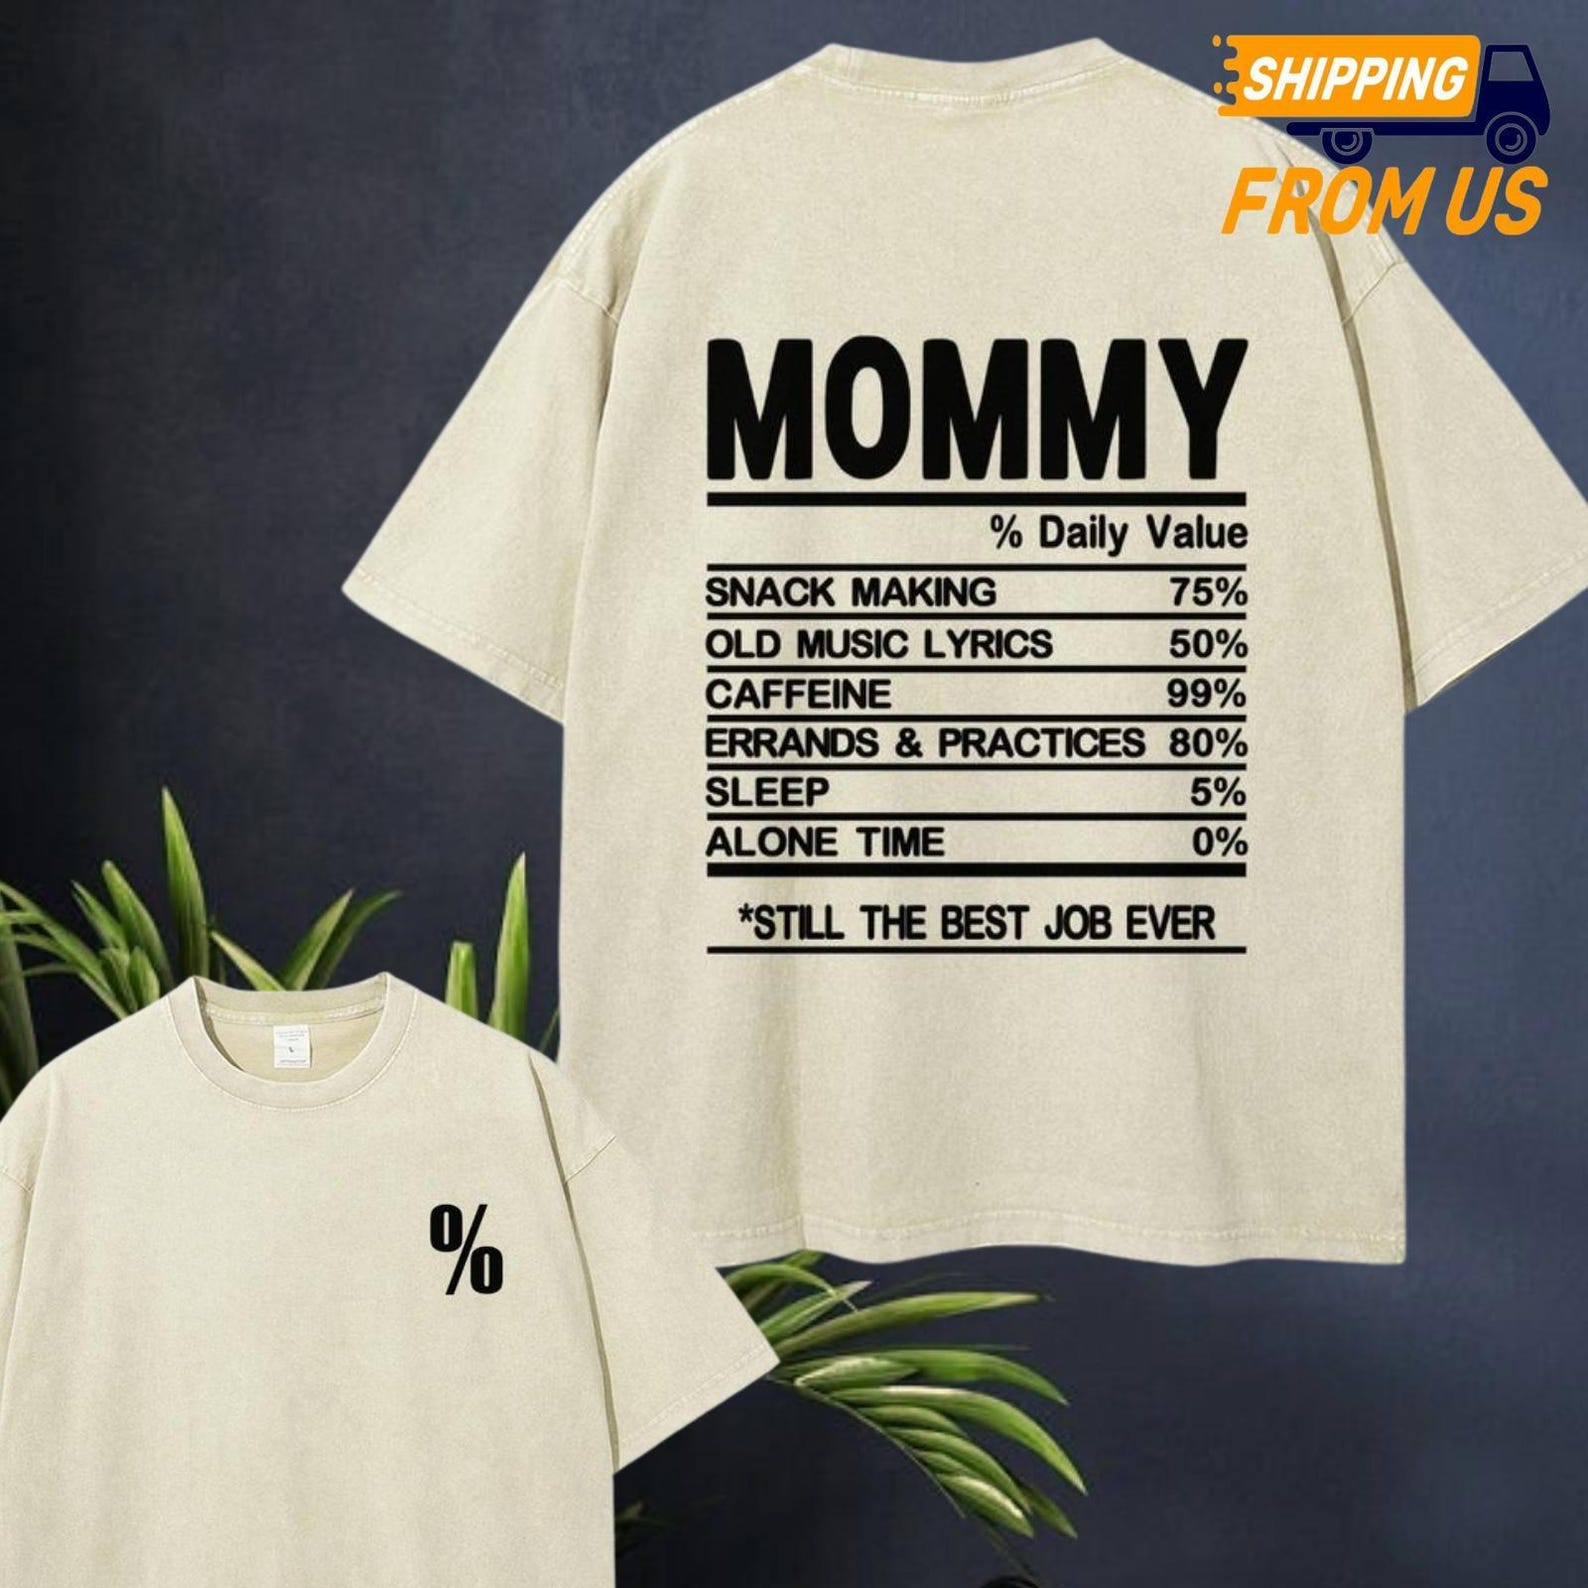 SHIPPING
FROM US
MOMMY
% Daily Value
SNACK MAKING 75%
OLD MUSIC LYRICS 50%
CAFFEINE 99%
ERRANDS & PRACTICES 80%
SLEEP 5%
ALONE TIME 0%
*STILL THE BEST JOB EVER
%